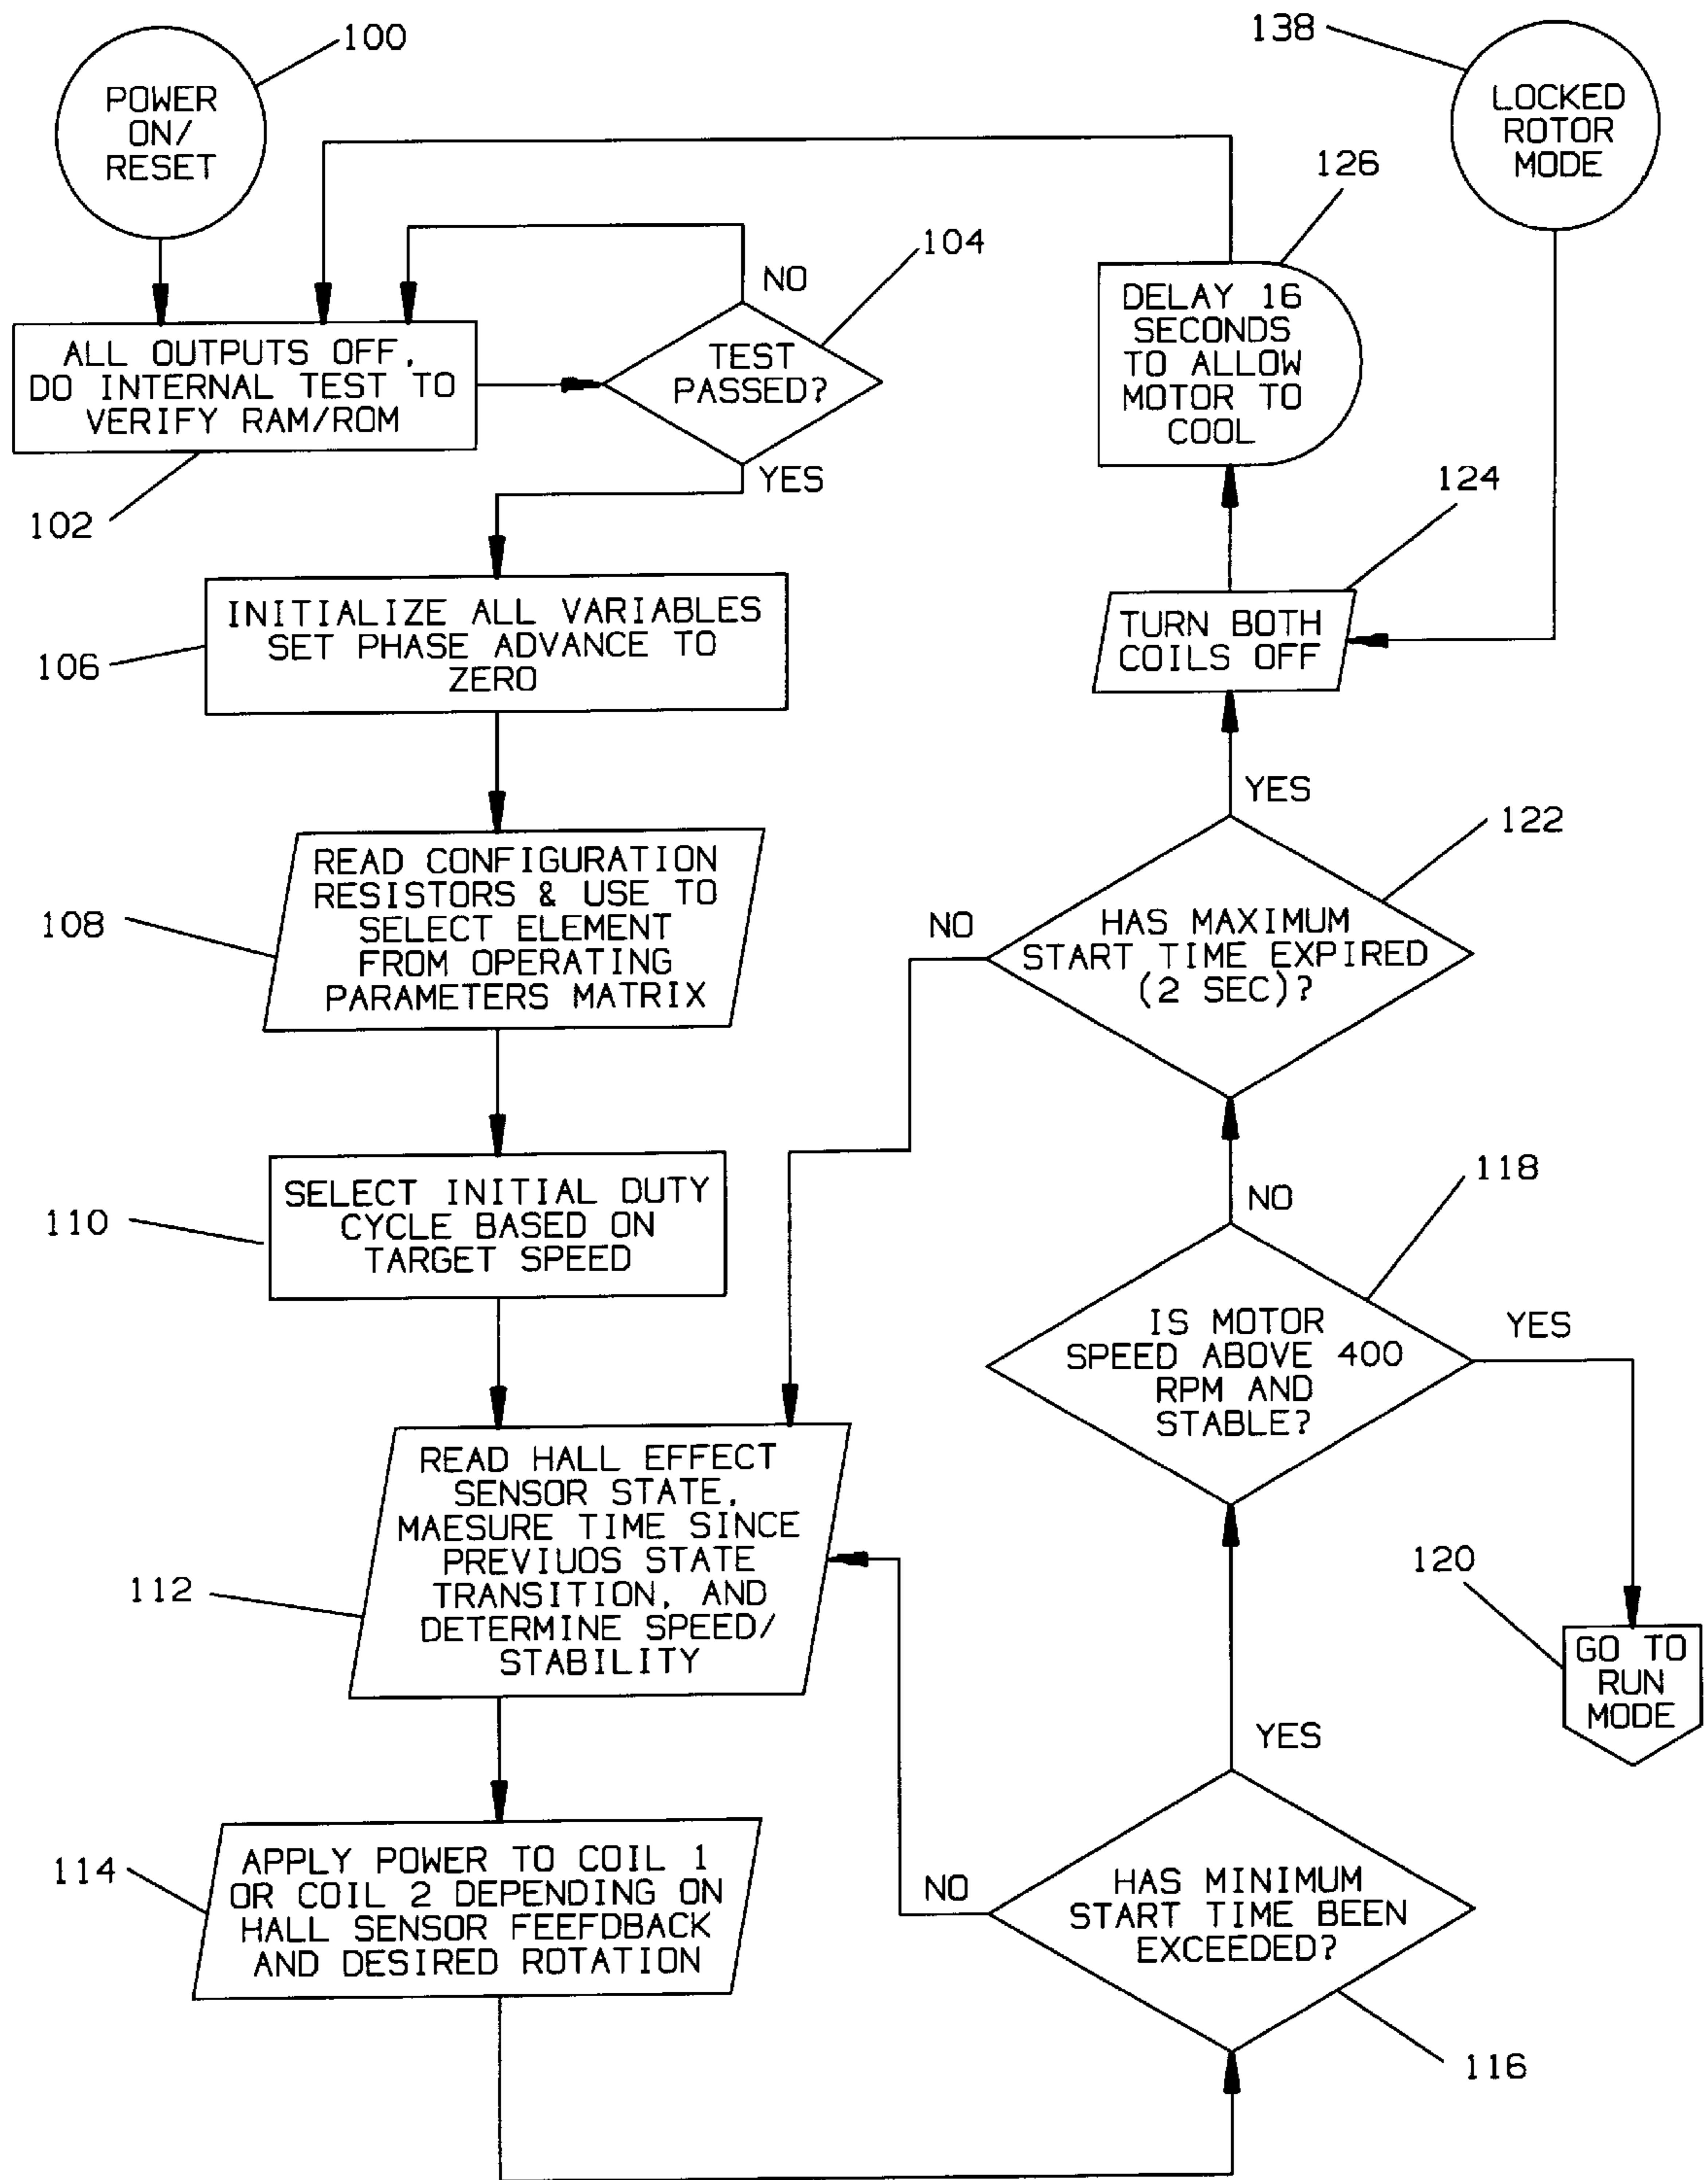 100
POWER
ON/
RESET
138
LOCKED
ROTOR
MODE
126
DELAY 16
SECONDS
TO ALLOW
MOTOR TO
COOL
104
NO
TEST
PASSED?
YES
ALL OUTPUTS OFF,
DO INTERNAL TEST TO
VERIFY RAM/ROM
102
124
TURN BOTH
COILS OFF
INITIALIZE ALL VARIABLES
SET PHASE ADVANCE TO
ZERO
106
YES
122
HAS MAXIMUM
START TIME EXPIRED
(2 SEC)?
NO
READ CONFIGURATION
RESISTORS & USE TO
SELECT ELEMENT
FROM OPERATING
PARAMETERS MATRIX
108
SELECT INITIAL DUTY
CYCLE BASED ON
TARGET SPEED
110
118
NO
IS MOTOR
SPEED ABOVE 400
RPM AND
STABLE?
YES
READ HALL EFFECT
SENSOR STATE,
MAESURE TIME SINCE
PREVIUOS STATE
TRANSITION, AND
DETERMINE SPEED/
STABILITY
112
120
GO TO
RUN
MODE
YES
APPLY POWER TO COIL 1
OR COIL 2 DEPENDING ON
HALL SENSOR FEEFDBACK
AND DESIRED ROTATION
114
NO
HAS MINIMUM
START TIME BEEN
EXCEEDED?
116